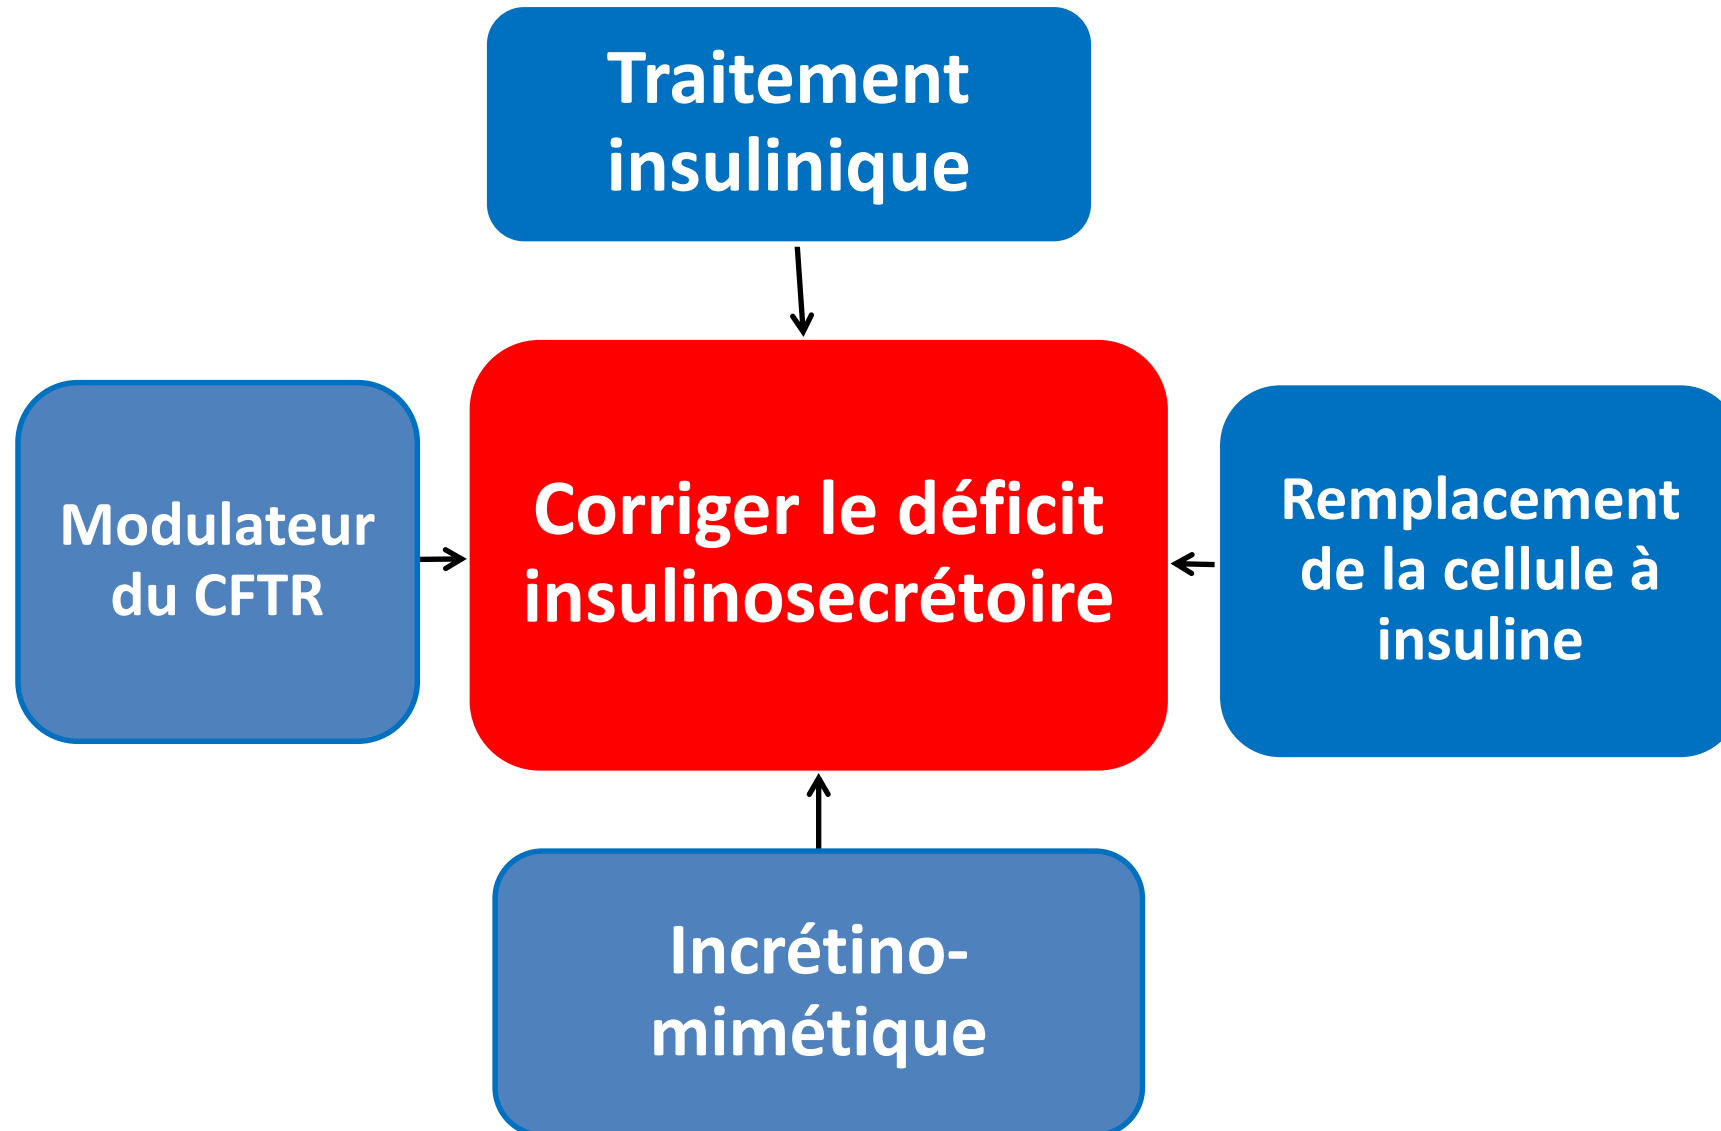 Traitement
insulinique
Modulateur
du CFTR
Corriger le déficit
insulinosecrétoire
Remplacement
de la cellule à
insuline
Incrétino-
mimétique